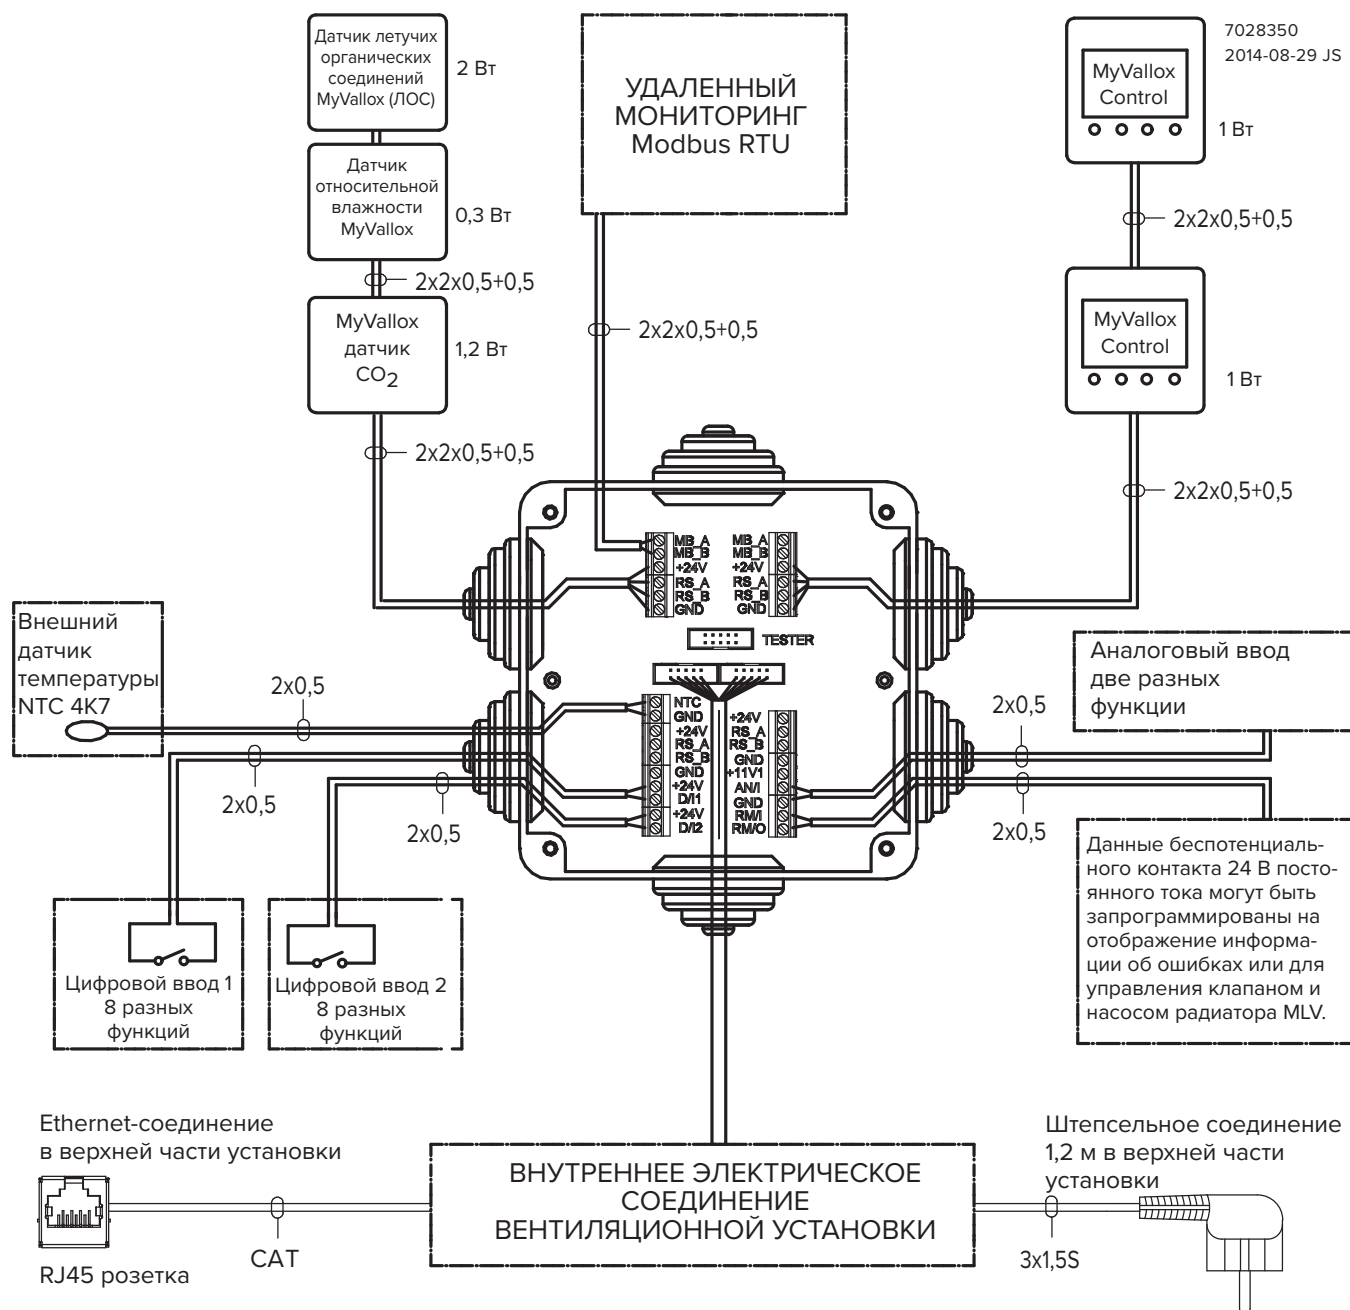 Датчик летучих
органических
соединений
MyVallox (ЛОС)
2 Вт
Датчик
относительной
влажности
MyVallox
0,3 Вт
2x2x0,5+0,5
MyVallox
датчик
CO2
1,2 Вт
2x2x0,5+0,5
УДАЛЕННЫЙ
МОНИТОРИНГ
Modbus RTU
2x2x0,5+0,5
7028350
2014-08-29 JS
MyVallox
Control
1 Вт
2x2x0,5+0,5
MyVallox
Control
1 Вт
2x2x0,5+0,5
MB_A
MB_B
+24V
RS_A
RS_B
GND
MB_A
MB_B
+24V
RS_A
RS_B
GND
TESTER
NTC
GND
+24V
RS_A
RS_B
GND
+24V
D/I1
+24V
D/I2
+24V
RS_A
RS_B
GND
+11V1
AN/I
GND
RM/I
RM/O
Внешний
датчик
температуры
NTC 4K7
2x0,5
2x0,5
2x0,5
Цифровой ввод 1
8 разных
функций
Цифровой ввод 2
8 разных
функций
Аналоговый ввод
две разных
функции
2x0,5
2x0,5
Данные беспотенциаль-
ного контакта 24 В посто-
янного тока могут быть
запрограммированы на
отображение информа-
ции об ошибках или для
управления клапаном и
насосом радиатора MLV.
Ethernet-соединение
в верхней части установки
RJ45 розетка
CAT
ВНУТРЕННЕЕ ЭЛЕКТРИЧЕСКОЕ
СОЕДИНЕНИЕ
ВЕНТИЛЯЦИОННОЙ УСТАНОВКИ
Штепсельное соединение
1,2 м в верхней части
установки
3x1,5S